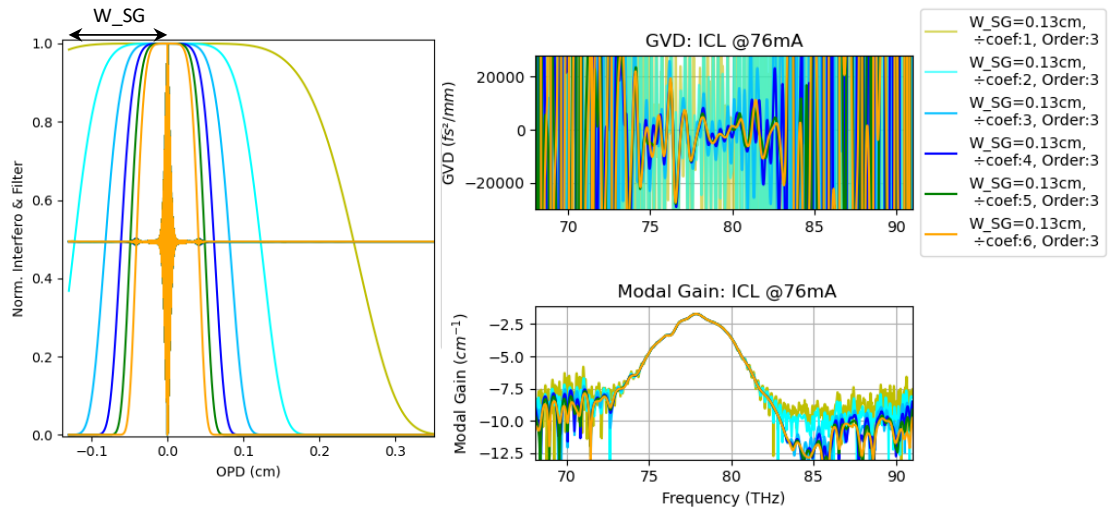 W_SG
1.0
0.8
0.6
0.4
0.2
0.0
Norm. Interfero & Filter
−0.1
0.0
0.1
0.2
0.3
OPD (cm)
GVD: ICL @76mA
20000
0
−20000
GVD (fs²/mm)
70
75
80
85
90
Modal Gain: ICL @76mA
−2.5
−5.0
−7.5
−10.0
−12.5
Modal Gain (cm⁻¹)
70
75
80
85
90
Frequency (THz)
W_SG=0.13cm,
÷coef:1, Order:3
W_SG=0.13cm,
÷coef:2, Order:3
W_SG=0.13cm,
÷coef:3, Order:3
W_SG=0.13cm,
÷coef:4, Order:3
W_SG=0.13cm,
÷coef:5, Order:3
W_SG=0.13cm,
÷coef:6, Order:3